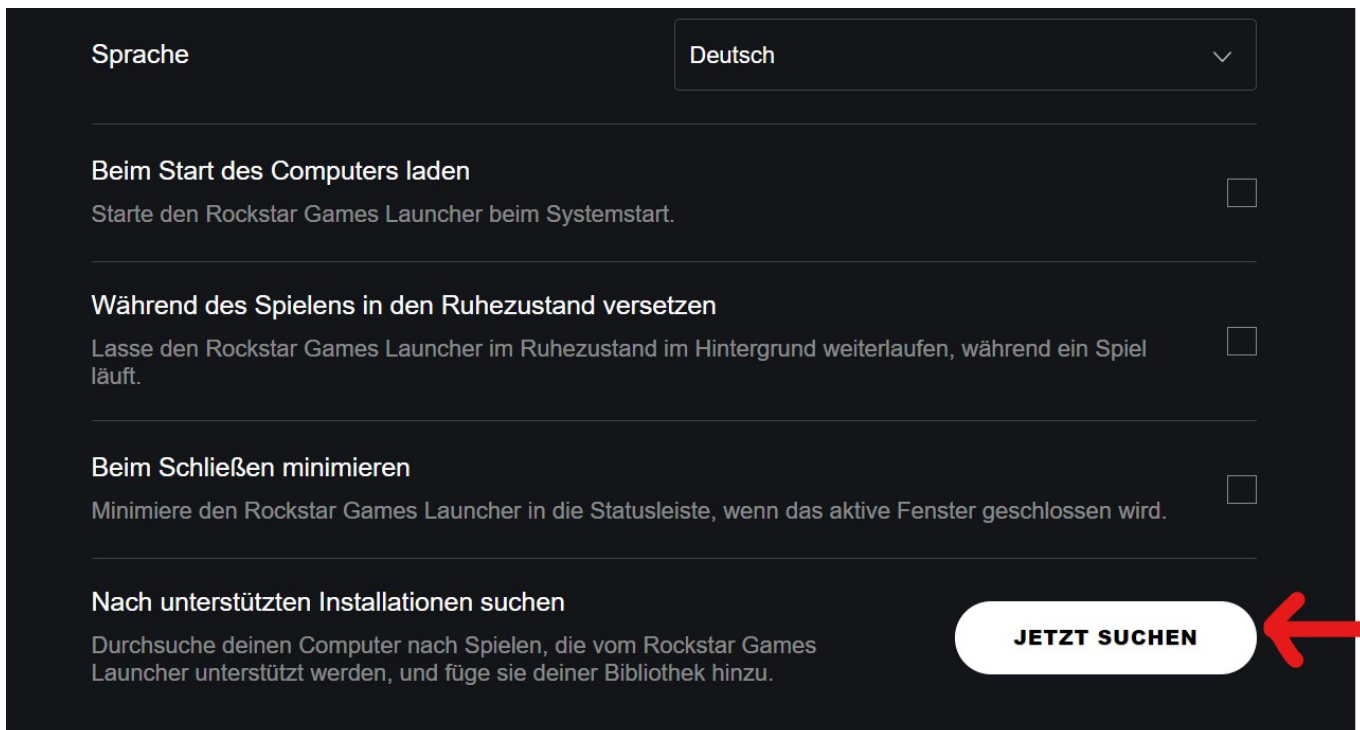 Sprache
Deutsch
Beim Start des Computers laden
Starte den Rockstar Games Launcher beim Systemstart.
Während des Spielens in den Ruhezustand versetzen
Lasse den Rockstar Games Launcher im Ruhezustand im Hintergrund weiterlaufen, während ein Spiel
läuft.
Beim Schließen minimieren
Minimiere den Rockstar Games Launcher in die Statusleiste, wenn das aktive Fenster geschlossen wird.
Nach unterstützten Installationen suchen
Durchsuche deinen Computer nach Spielen, die vom Rockstar Games
Launcher unterstützt werden, und füge sie deiner Bibliothek hinzu.
JETZT SUCHEN